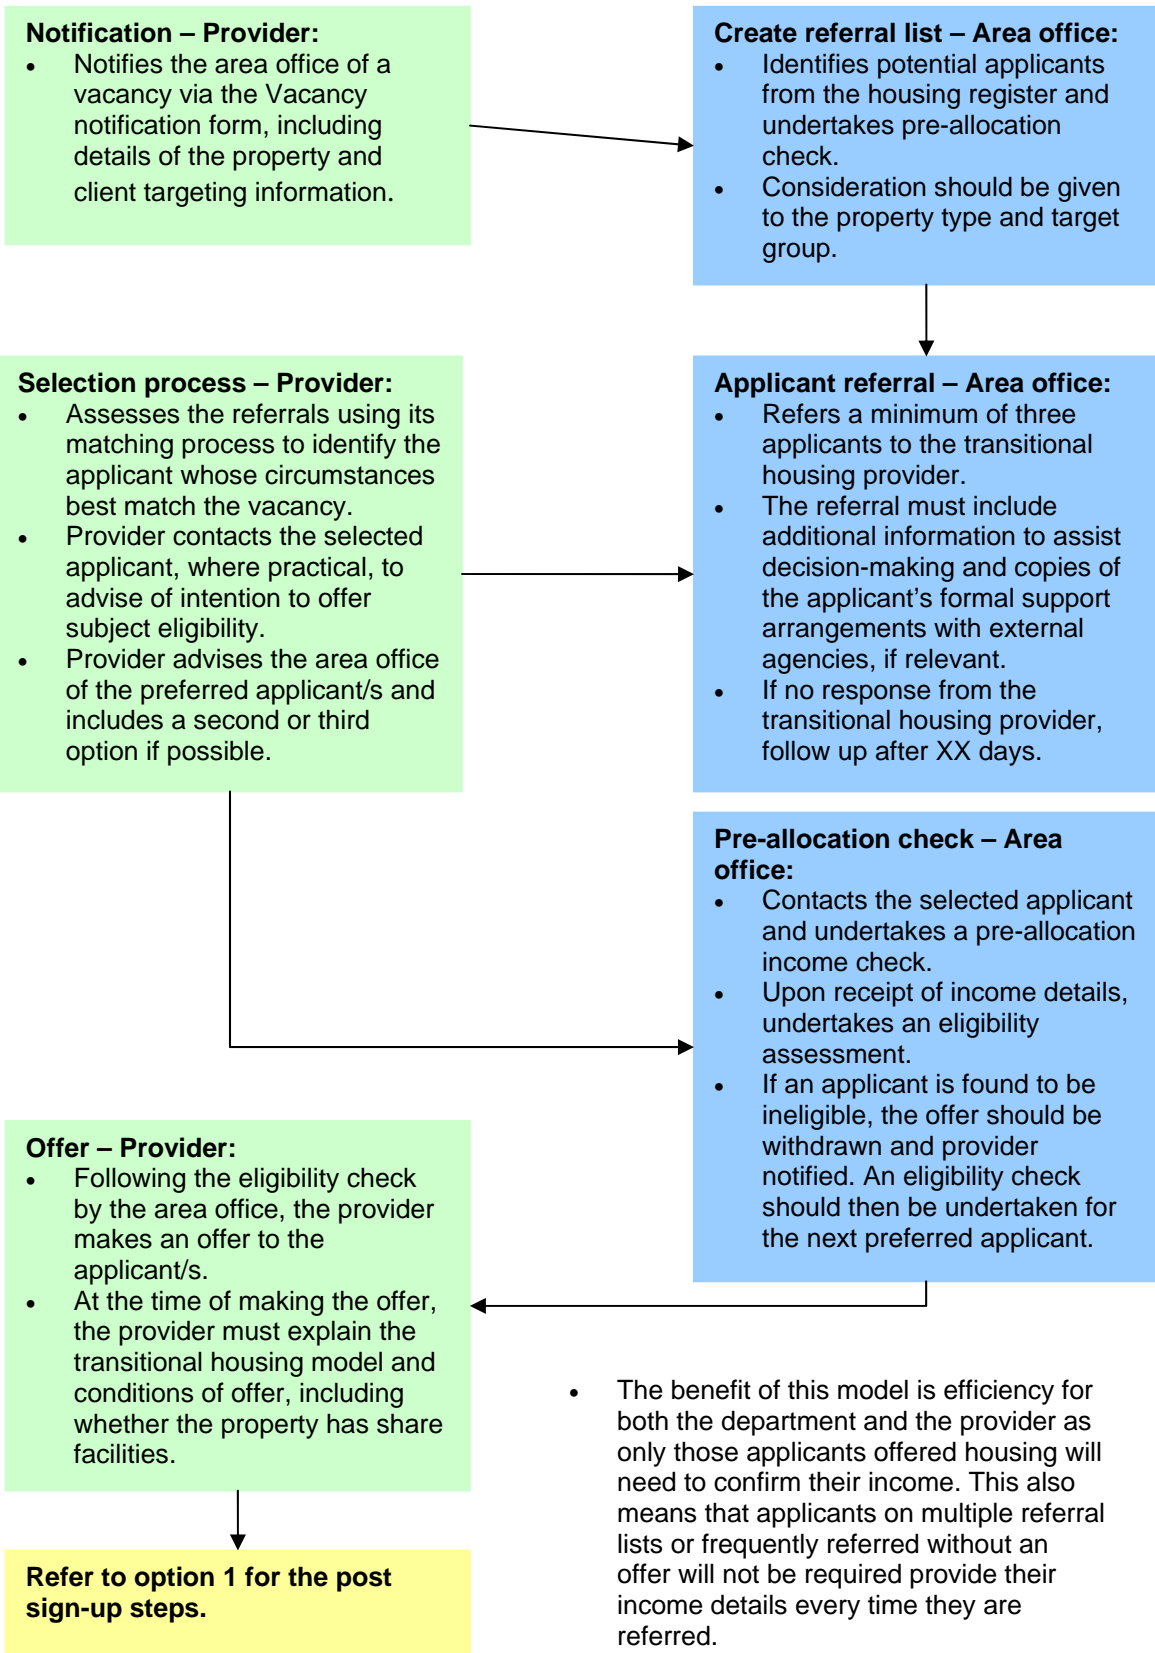 Notification – Provider:
• Notifies the area office of a
vacancy via the Vacancy
notification form, including
details of the property and
client targeting information.
Create referral list – Area office:
• Identifies potential applicants
from the housing register and
undertakes pre-allocation
check.
• Consideration should be given
to the property type and target
group.
Selection process – Provider:
• Assesses the referrals using its
matching process to identify the
applicant whose circumstances
best match the vacancy.
• Provider contacts the selected
applicant, where practical, to
advise of intention to offer
subject eligibility.
• Provider advises the area office
of the preferred applicant/s and
includes a second or third
option if possible.
Applicant referral – Area office:
• Refers a minimum of three
applicants to the transitional
housing provider.
• The referral must include
additional information to assist
decision-making and copies of
the applicant’s formal support
arrangements with external
agencies, if relevant.
• If no response from the
transitional housing provider,
follow up after XX days.
Pre-allocation check – Area
office:
• Contacts the selected applicant
and undertakes a pre-allocation
income check.
• Upon receipt of income details,
undertakes an eligibility
assessment.
• If an applicant is found to be
ineligible, the offer should be
withdrawn and provider
notified. An eligibility check
should then be undertaken for
the next preferred applicant.
Offer – Provider:
• Following the eligibility check
by the area office, the provider
makes an offer to the
applicant/s.
• At the time of making the offer,
the provider must explain the
transitional housing model and
conditions of offer, including
whether the property has share
facilities.
• The benefit of this model is efficiency for
both the department and the provider as
only those applicants offered housing will
need to confirm their income. This also
means that applicants on multiple referral
lists or frequently referred without an
offer will not be required provide their
income details every time they are
referred.
Refer to option 1 for the post
sign-up steps.